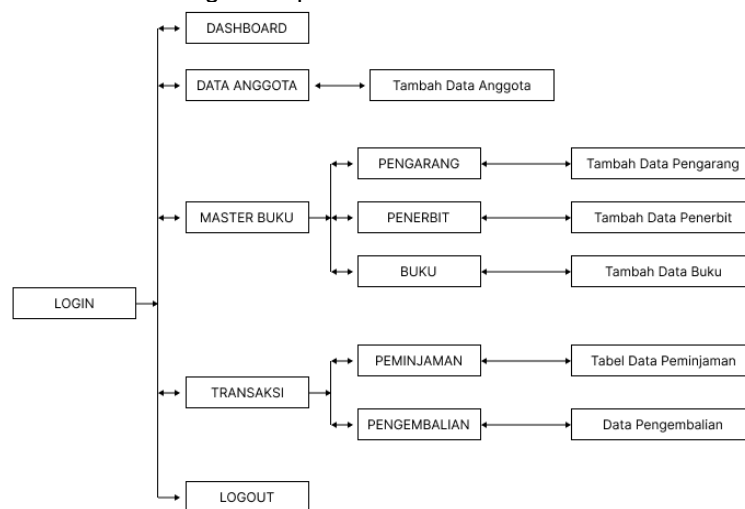 DASHBOARD
DATA ANGGOTA
Tambah Data Anggota
PENGARANG
Tambah Data Pengarang
MASTER BUKU
PENERBIT
Tambah Data Penerbit
BUKU
Tambah Data Buku
LOGIN
PEMINJAMAN
Tabel Data Peminjaman
TRANSAKSI
PENGEMBALIAN
Data Pengembalian
LOGOUT